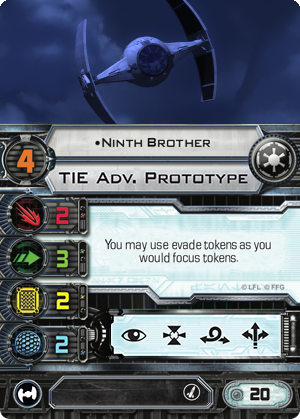 •Ninth Brother
4
TIE Adv. Prototype
2
3
2
2
You may use evade tokens as you
would focus tokens.
© LFL © FFG
20